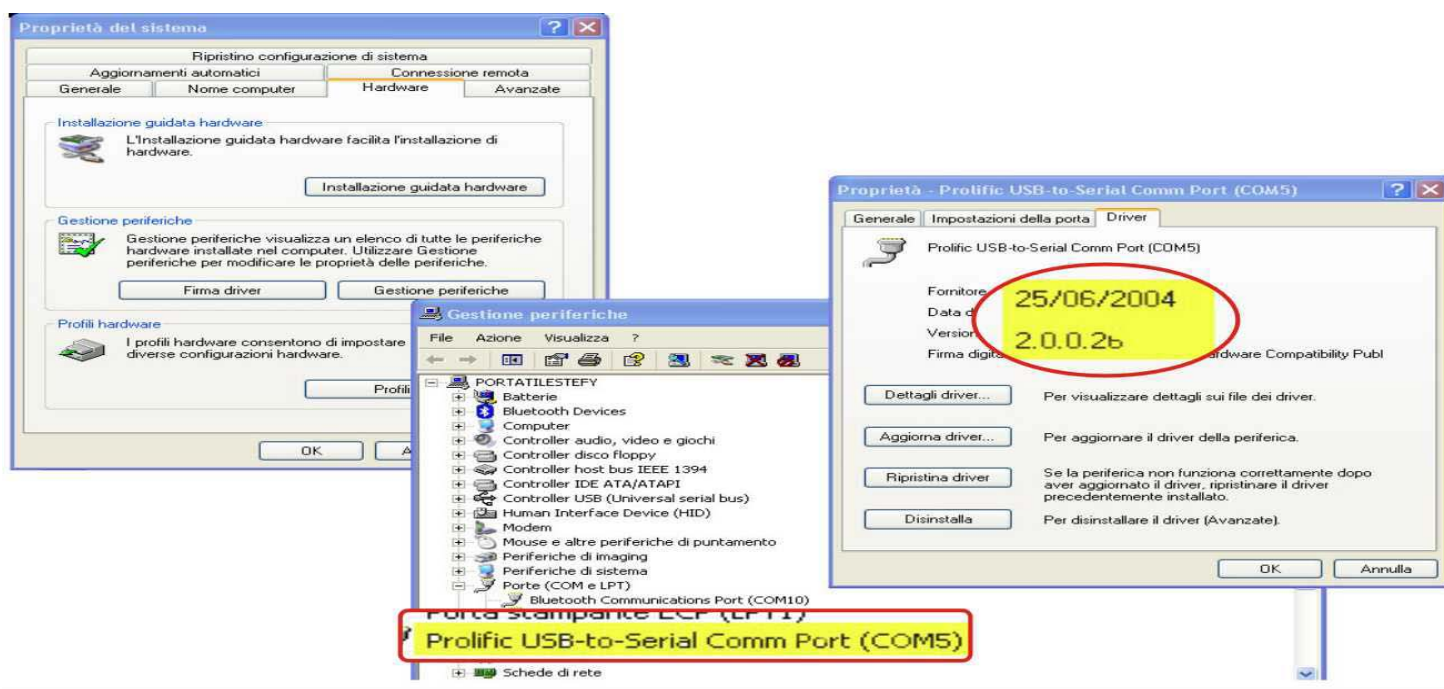 Proprietà del sistema
Ripristino configurazione di sistema
Aggiornamenti automatici
Connessione remota
Generale
Nome computer
Hardware
Avanzate
Installazione guidata hardware
L'Installazione guidata hardware facilita l'installazione di
hardware.
Installazione guidata hardware
Gestione periferiche
Gestione periferiche visualizza un elenco di tutte le periferiche
hardware installate nel computer. Utilizzare Gestione
periferiche per modificare le proprietà delle periferiche.
Firma driver
Gestione periferiche
Profili hardware
I profili hardware consentono di impostare
diverse configurazioni hardware.
Profili
OK
A
Gestione periferiche
File Azione Visualizza ?
PORTATILESTEFY
Batterie
Bluetooth Devices
Computer
Controller audio, video e giochi
Controller disco floppy
Controller host bus IEEE 1394
Controller IDE ATA/ATAPI
Controller USB (Universal serial bus)
Human Interface Device (HID)
Modem
Mouse e altre periferiche di puntamento
Periferiche di imaging
Periferiche di sistema
Porte (COM e LPT)
Bluetooth Communications Port (COM10)
Porta stampante ECP (LPT1)
Prolific USB-to-Serial Comm Port (COM5)
Schede di rete
Proprietà - Prolific USB-to-Serial Comm Port (COM5)
Generale
Impostazioni della porta
Driver
Prolific USB-to-Serial Comm Port (COM5)
Fornitore
Data d
25/06/2004
Version
2.0.0.26
Firma digita
rdware Compatibility Publ
Dettagli driver...
Per visualizzare dettagli sui file dei driver.
Aggiorna driver...
Per aggiornare il driver della periferica.
Ripristina driver
Se la periferica non funziona correttamente dopo
aver aggiornato il driver, ripristinare il driver
precedentemente installato.
Disinstalla
Per disinstallare il driver (Avanzate).
OK
Annulla